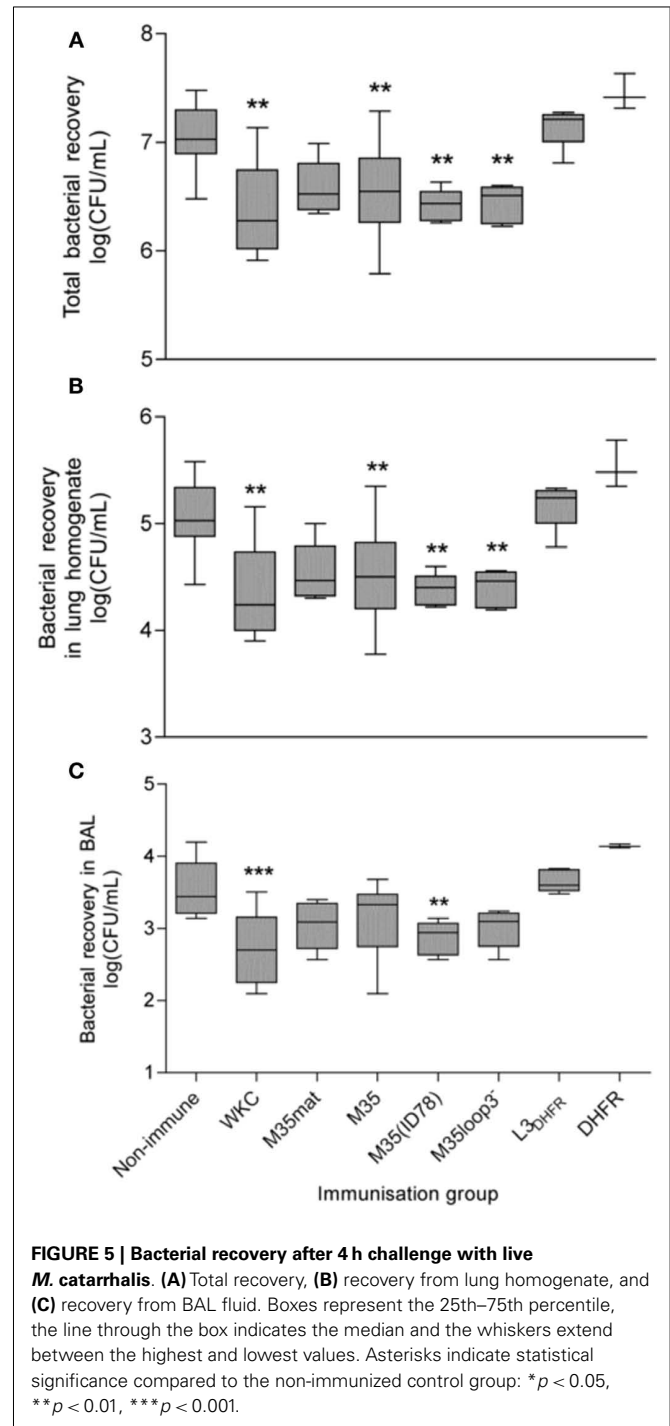 A
8
7
6
5
Total bacterial recovery
log(CFU/mL)
**
**
**
**
B
6
5
4
3
Bacterial recovery
in lung homogenate
log(CFU/mL)
**
**
**
**
C
5
4
3
2
1
Bacterial recovery in BAL
log(CFU/mL)
***
**
Non-immune
WKC
M35mat
M35
M35(ID78)
M35loop3⁻
L3DHFR
DHFR
Immunisation group
FIGURE 5 | Bacterial recovery after 4 h challenge with live
M. catarrhalis. (A) Total recovery, (B) recovery from lung homogenate, and
(C) recovery from BAL fluid. Boxes represent the 25th–75th percentile,
the line through the box indicates the median and the whiskers extend
between the highest and lowest values. Asterisks indicate statistical
significance compared to the non-immunized control group: *p < 0.05,
**p < 0.01, ***p < 0.001.